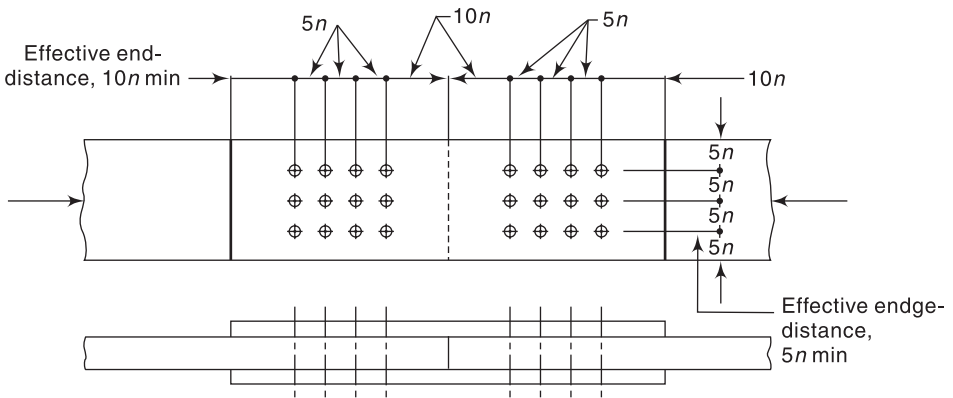 5n
10n
5n
Effective end-
distance, 10n min
10n
5n
5n
5n
5n
Effective endge-
distance,
5n min